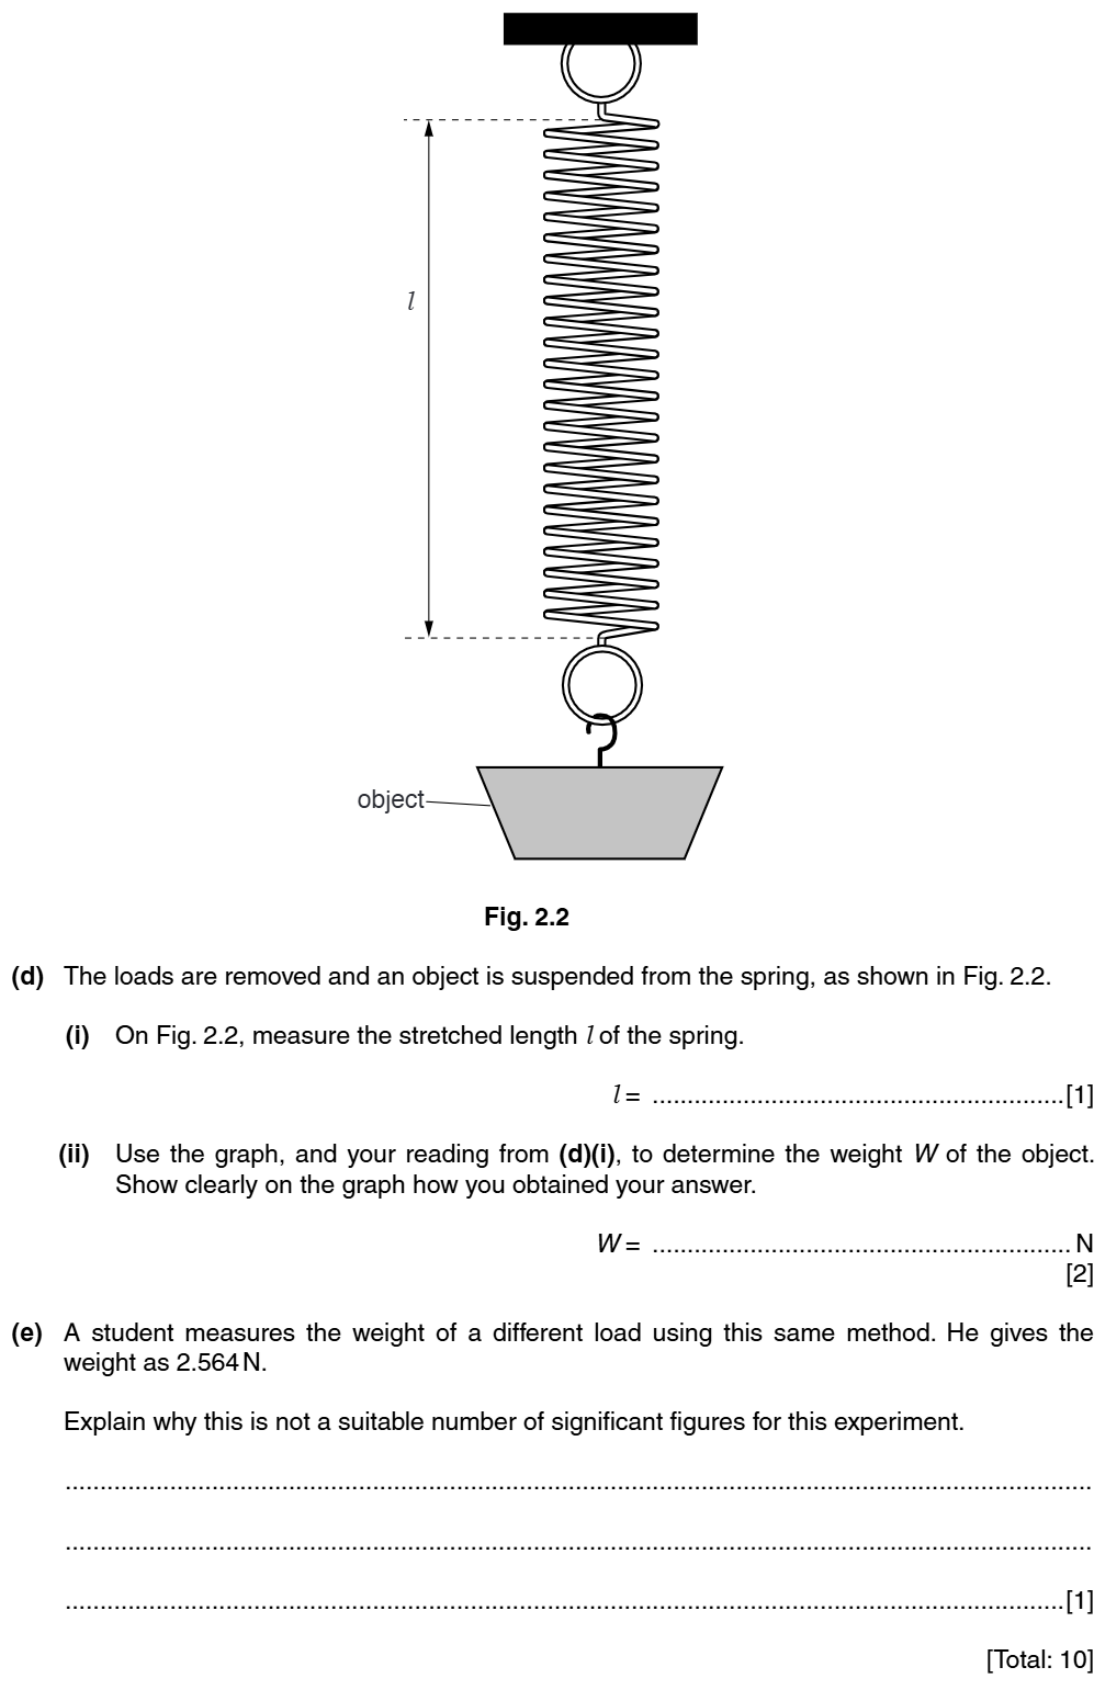 l
object
Fig. 2.2
(d) The loads are removed and an object is suspended from the spring, as shown in Fig. 2.2.
(i) On Fig. 2.2, measure the stretched length l of the spring.
l = ...........................................................[1]
(ii) Use the graph, and your reading from (d)(i), to determine the weight W of the object.
Show clearly on the graph how you obtained your answer.
W = ............................................................ N
[2]
(e) A student measures the weight of a different load using this same method. He gives the
weight as 2.564 N.
Explain why this is not a suitable number of significant figures for this experiment.
...................................................................................................................................................
...................................................................................................................................................
...............................................................................................................................................[1]
[Total: 10]